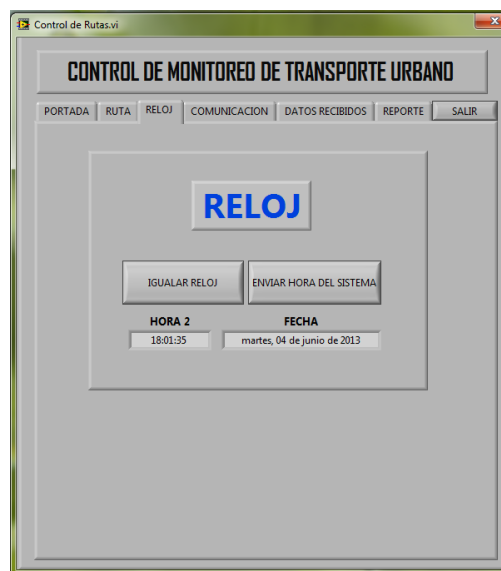 Control de Rutas.vi
CONTROL DE MONITOREO DE TRANSPORTE URBANO
PORTADA RUTA RELOJ COMUNICACION DATOS RECIBIDOS REPORTE SALIR
RELOJ
IGUALAR RELOJ ENVIAR HORA DEL SISTEMA
HORA 2 FECHA
18:01:35 martes, 04 de junio de 2013